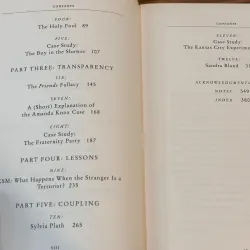 CONTENTS
FOUR:
The Holy Fool 89
FIVE:
Case Study:
The Boy in the Shower 107
PART THREE: TRANSPARENCY
SIX:
The Friends Fallacy 145
SEVEN:
A (Short) Explanation of
the Amanda Knox Case 168
EIGHT:
Case Study:
The Fraternity Party 187
PART FOUR: LESSONS
NINE:
KSM: What Happens When the Stranger Is a
Terrorist? 235
PART FIVE: COUPLING
TEN:
Sylvia Plath 265
VIII
CONTENTS
ELEVEN:
Case Study:
The Kansas City Experiment
TWELVE:
Sandra Bland
ACKNOWLEDGMENTS
NOTES 349
INDEX